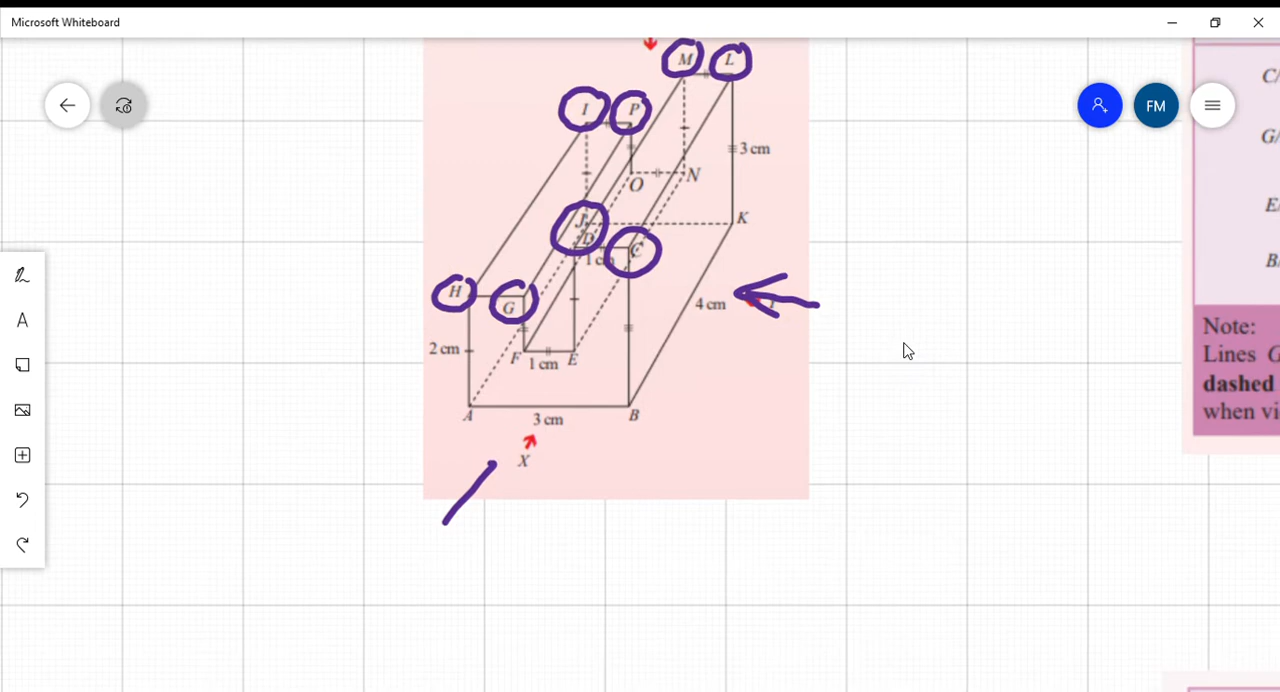 Microsoft Whiteboard
FM
M L
I P
3 cm
O N
J
K
D C
1 cm
H G
4 cm
2 cm
F 1 cm E
A B
3 cm
X
C/
G/
E/
B/
Note:
Lines G
dashed
when vi